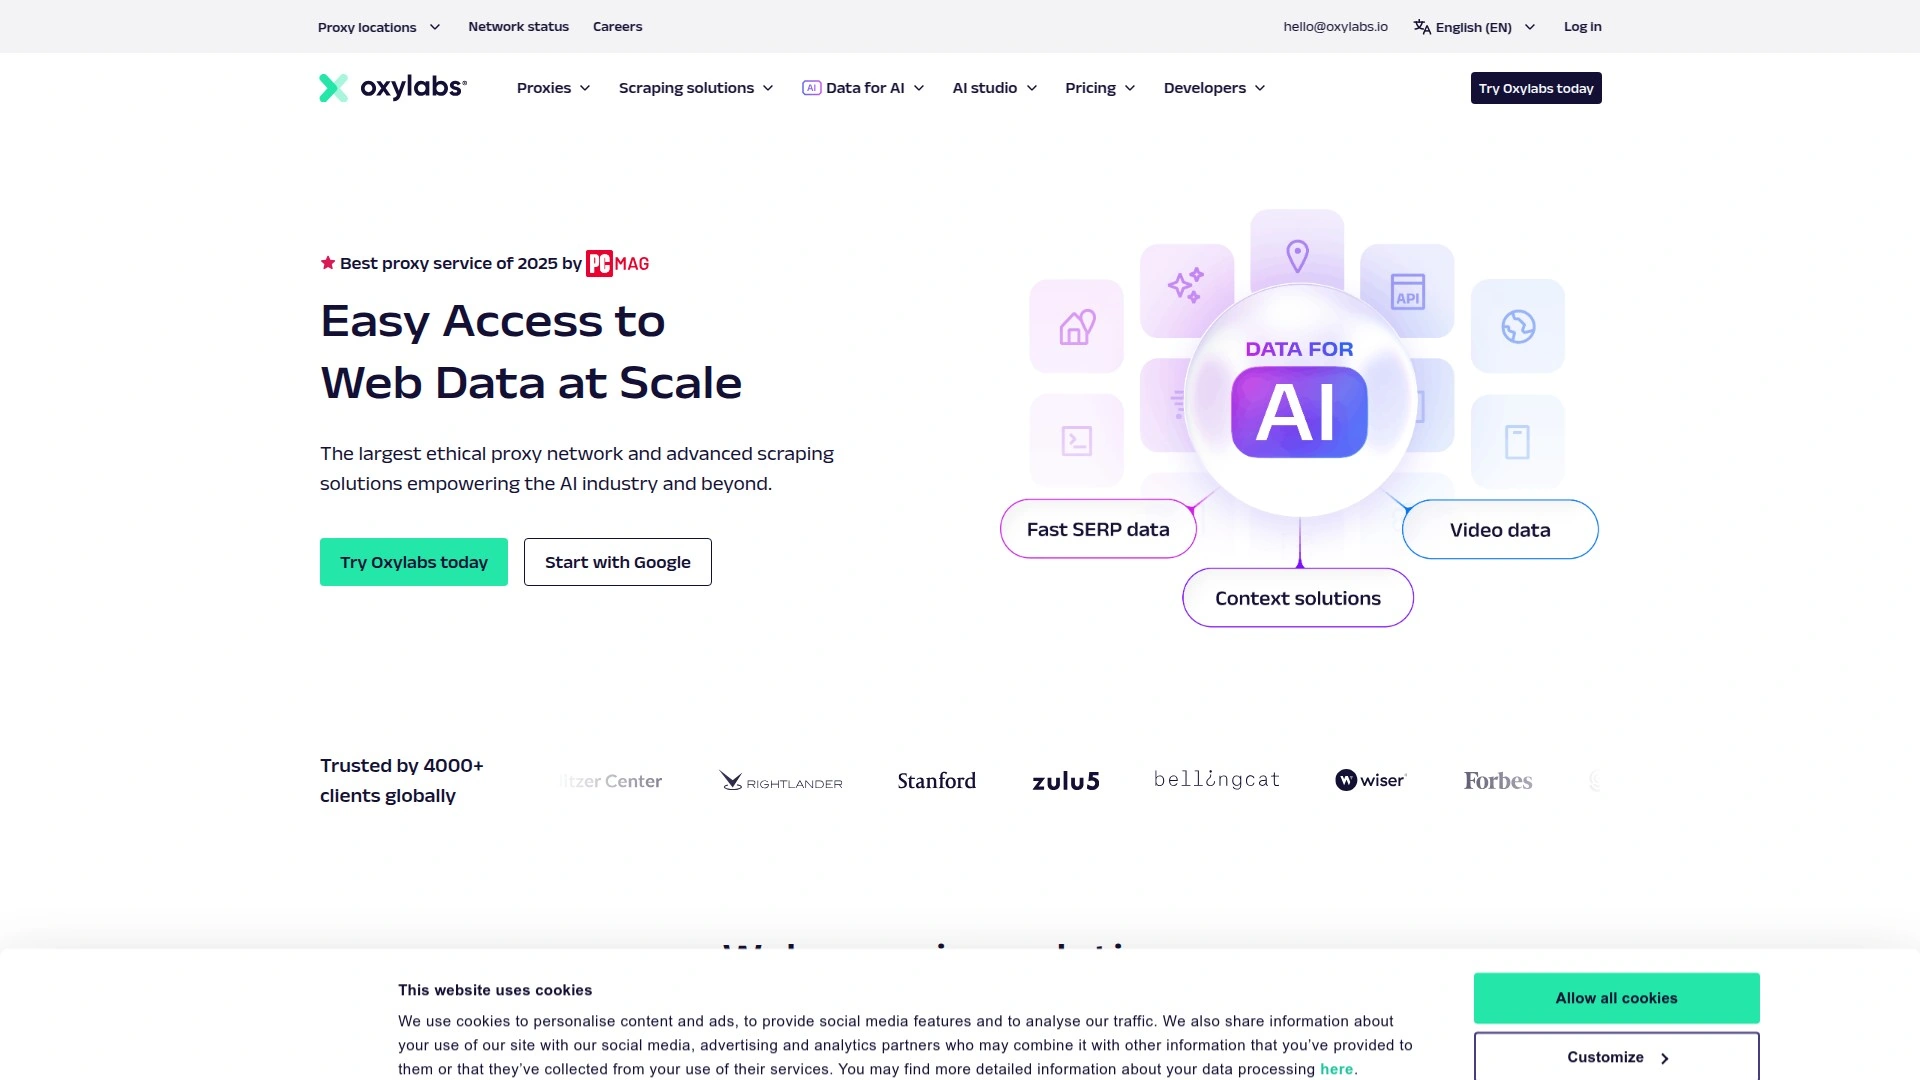 Proxy locations
Network status
Careers
hello@oxylabs.io
English (EN)
Log in
oxylabs®
Proxies
Scraping solutions
AI Data for AI
AI studio
Pricing
Developers
Try Oxylabs today
Best proxy service of 2025 by PC MAG
Easy Access to
Web Data at Scale
The largest ethical proxy network and advanced scraping
solutions empowering the AI industry and beyond.
Try Oxylabs today
Start with Google
API
DATA FOR
AI
Fast SERP data
Video data
Context solutions
Trusted by 4000+
clients globally
Center
RIGHTLANDER
Stanford
zulu5
bellingcat
wiser
Forbes
This website uses cookies
We use cookies to personalise content and ads, to provide social media features and to analyse our traffic. We also share information about
your use of our site with our social media, advertising and analytics partners who may combine it with other information that you've provided to
them or that they've collected from your use of their services. You may find more detailed information about your data processing here.
Allow all cookies
Customize